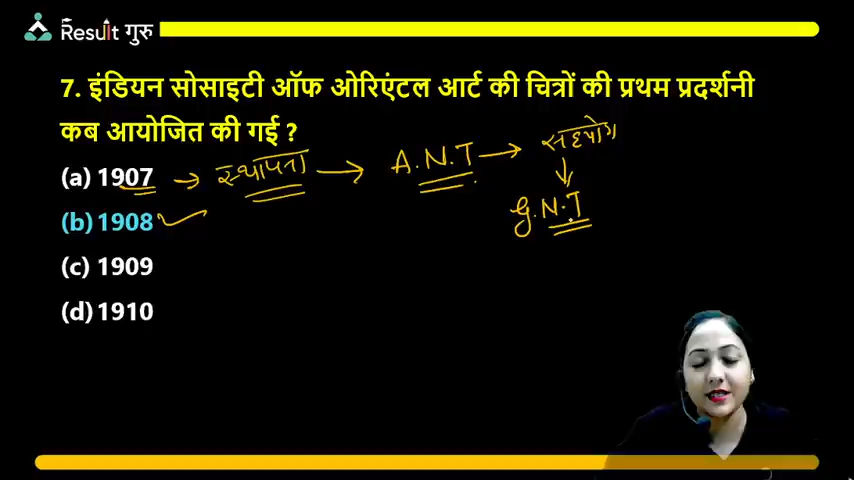 Result गुरु
7. इंडियन सोसाइटी ऑफ ओरिएंटल आर्ट की चित्रों की प्रथम प्रदर्शनी
कब आयोजित की गई ?
(a) 1907 → स्थापना → A.N.T → सहयोग
G.N.T
(b) 1908
(c) 1909
(d) 1910